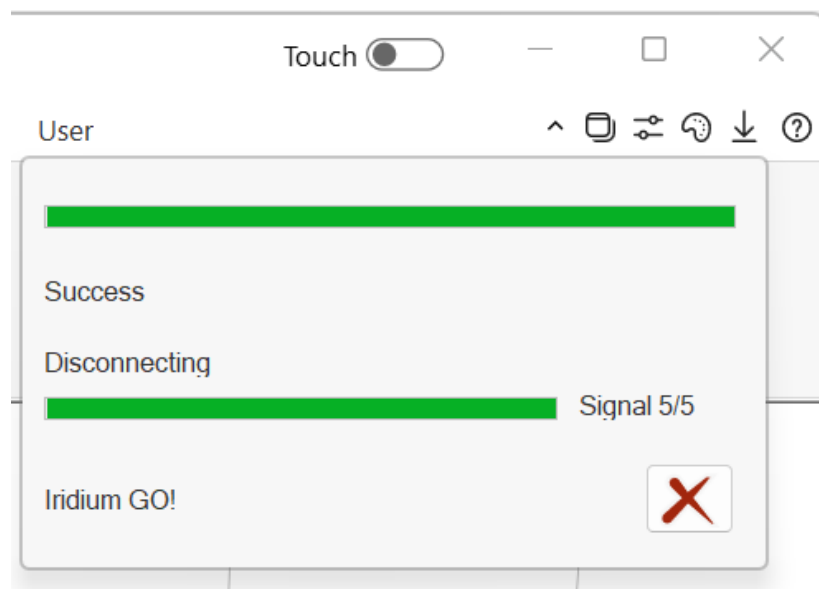 Touch
User
Success
Disconnecting
Signal 5/5
Iridium GO!